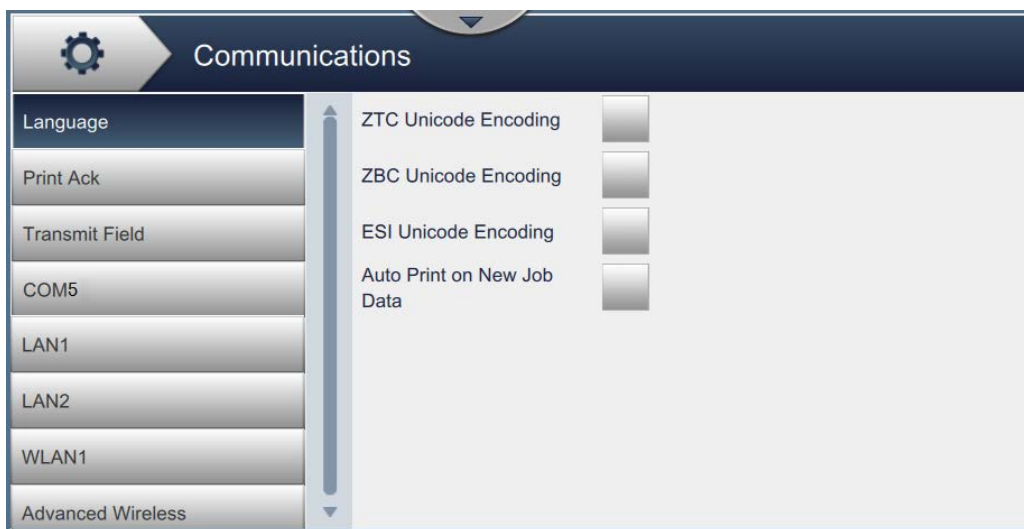 Communications
Language
Print Ack
Transmit Field
COM5
LAN1
LAN2
WLAN1
Advanced Wireless
ZTC Unicode Encoding
ZBC Unicode Encoding
ESI Unicode Encoding
Auto Print on New Job
Data